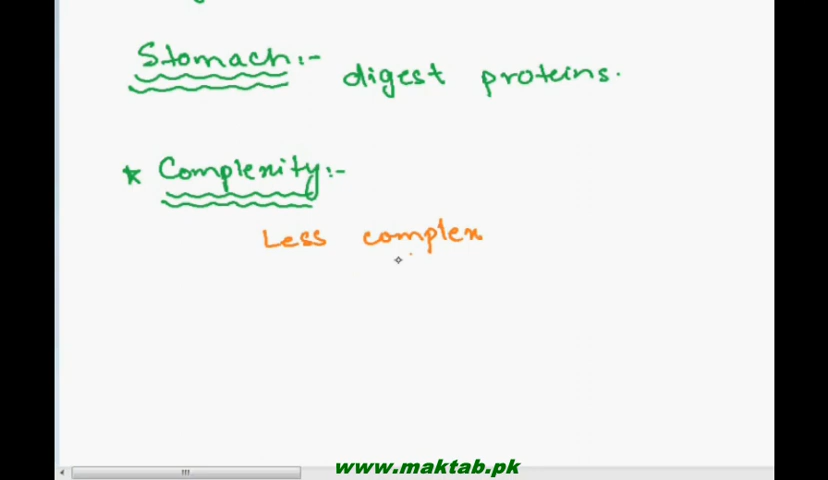 Stomach:- digest proteins.
* Complexity:-
Less complex
www.maktab.pk